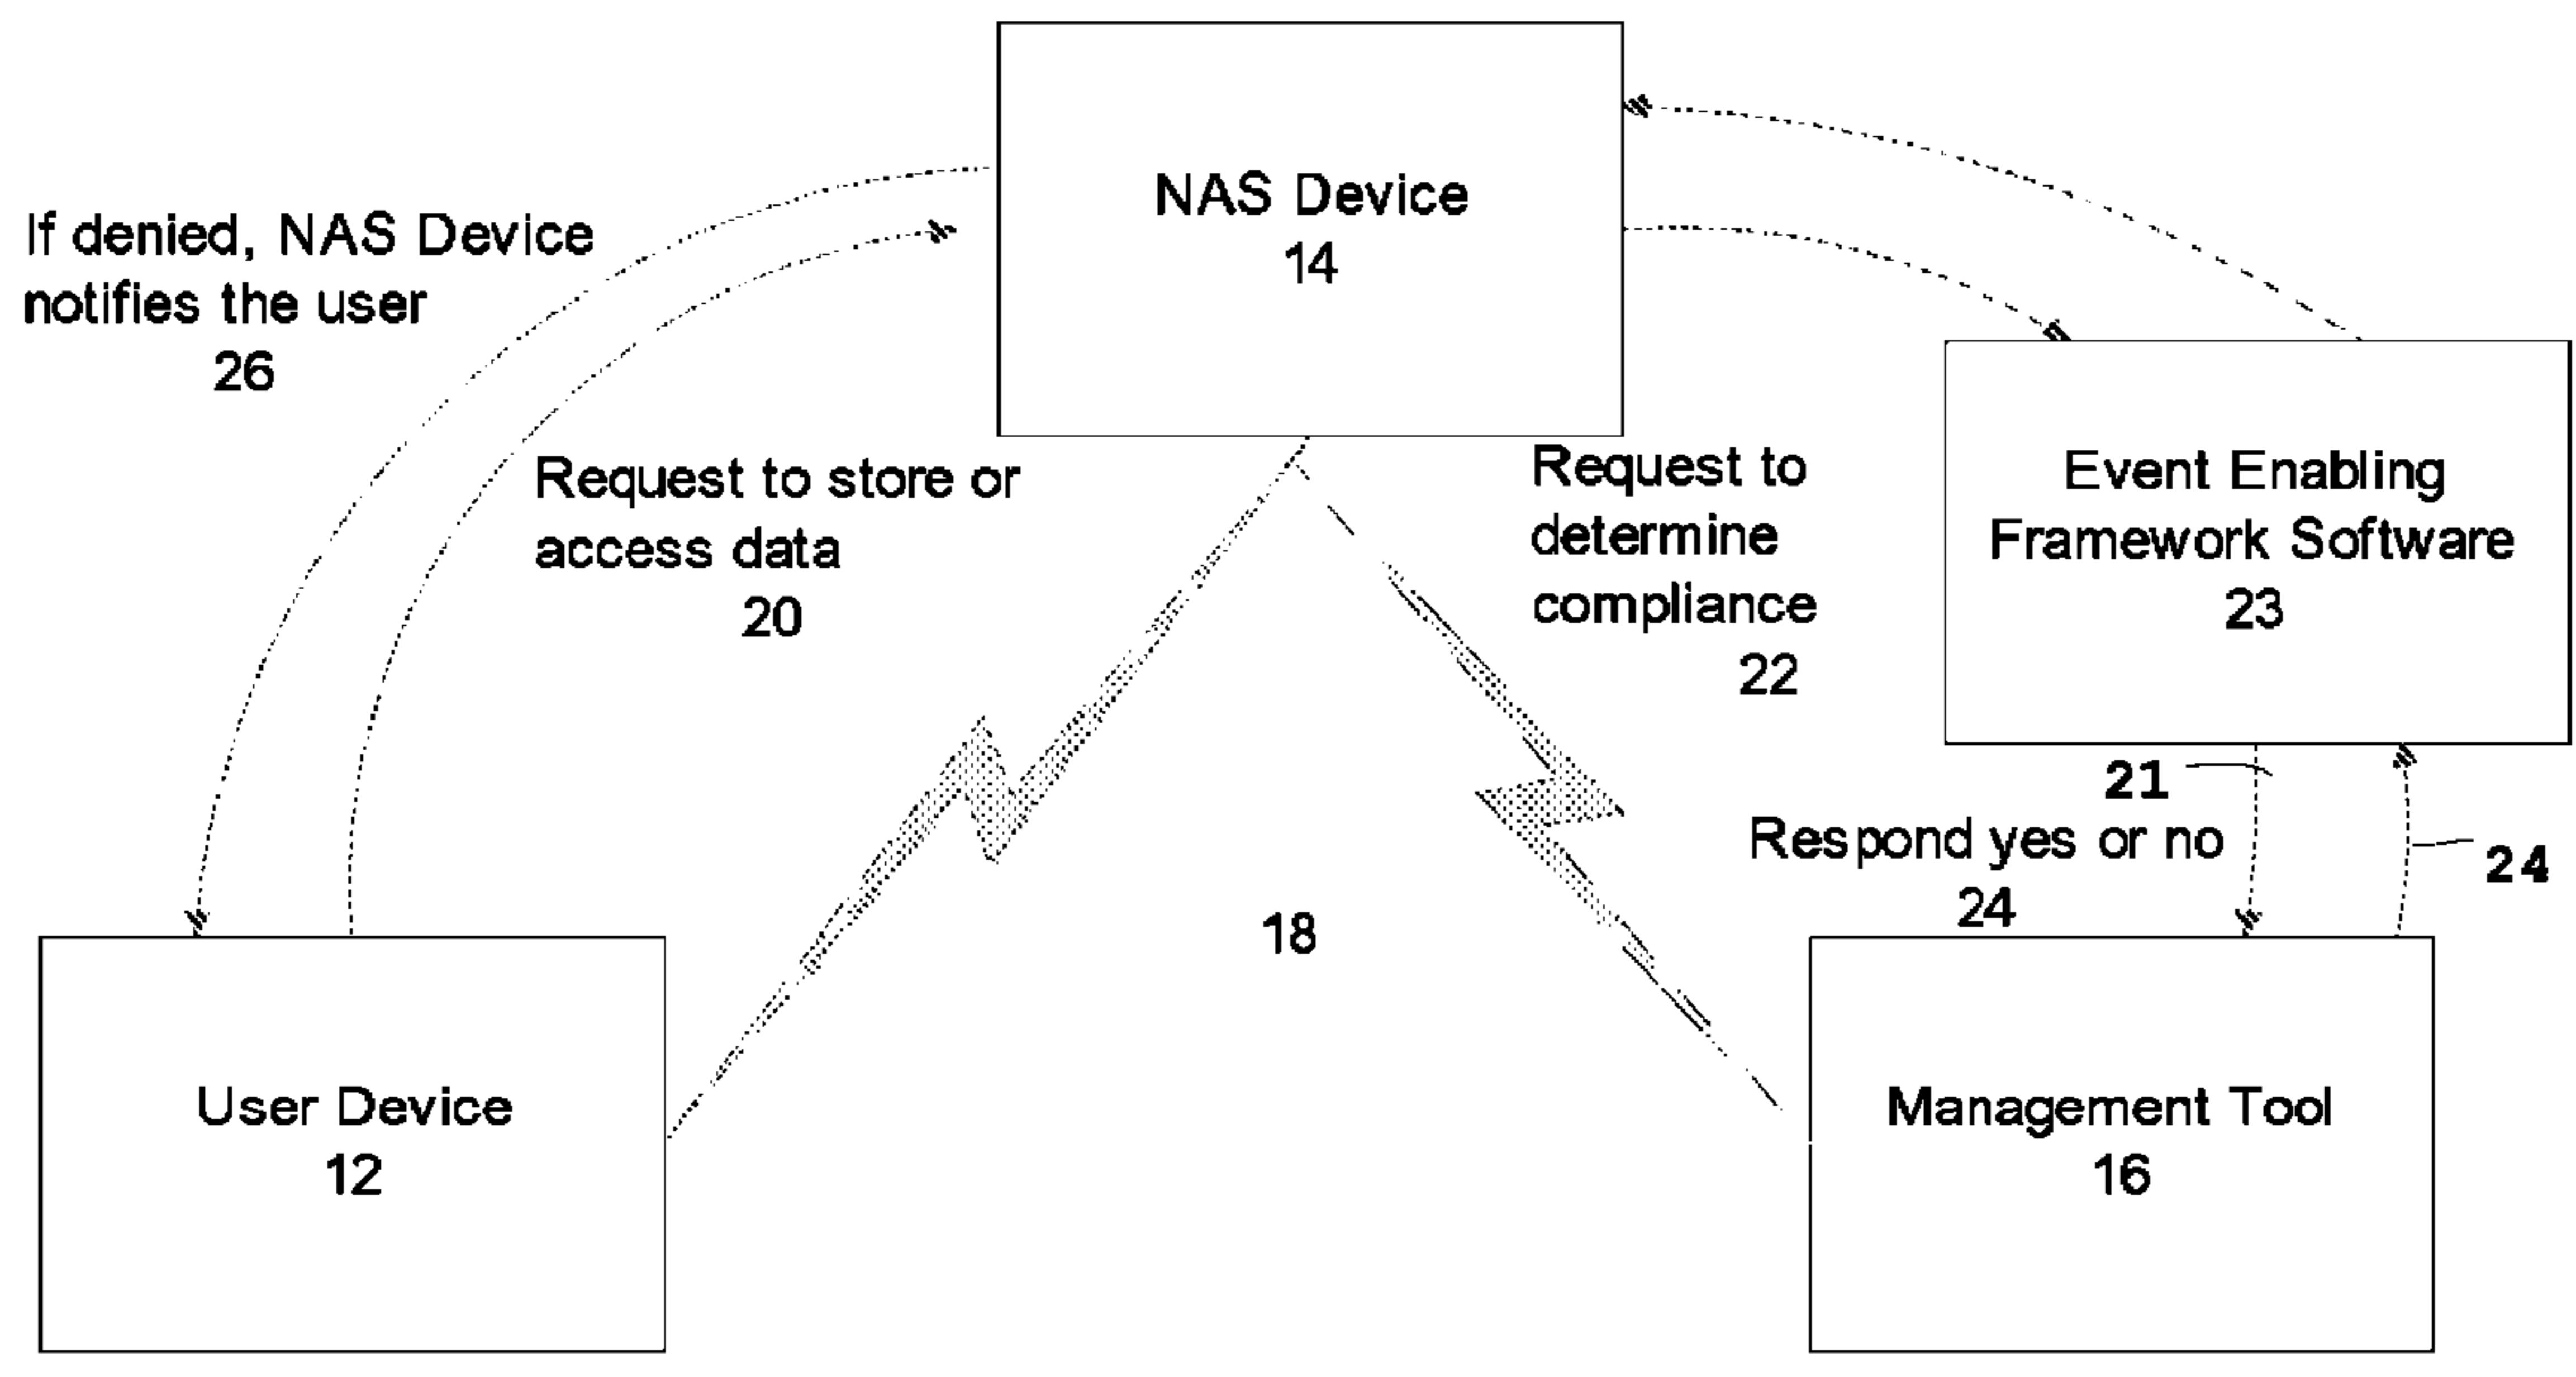 NAS Device
14
If denied, NAS Device
notifies the user
26
Request to store or
access data
20
Request to
determine
compliance
22
Event Enabling
Framework Software
23
21
Respond yes or no
24
24
18
User Device
12
Management Tool
16